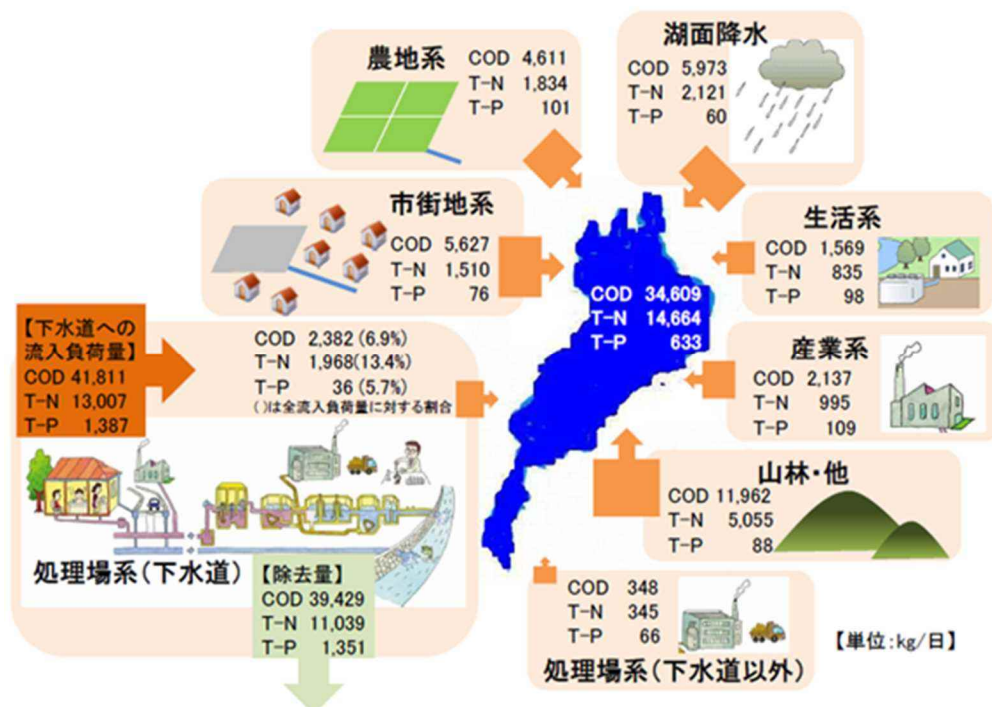 農地系
COD 4,611
T-N 1,834
T-P 101
湖面降水
COD 5,973
T-N 2,121
T-P 60
市街地系
COD 5,627
T-N 1,510
T-P 76
生活系
COD 1,569
T-N 835
T-P 98
COD 34,609
T-N 14,664
T-P 633
【下水道への
流入負荷量】
COD 41,811
T-N 13,007
T-P 1,387
COD 2,382 (6.9%)
T-N 1,968(13.4%)
T-P 36 (5.7%)
( )は全流入負荷量に対する割合
産業系
COD 2,137
T-N 995
T-P 109
山林・他
COD 11,962
T-N 5,055
T-P 88
処理場系(下水道)
【除去量】
COD 39,429
T-N 11,039
T-P 1,351
COD 348
T-N 345
T-P 66
処理場系(下水道以外)
【単位:kg/日】